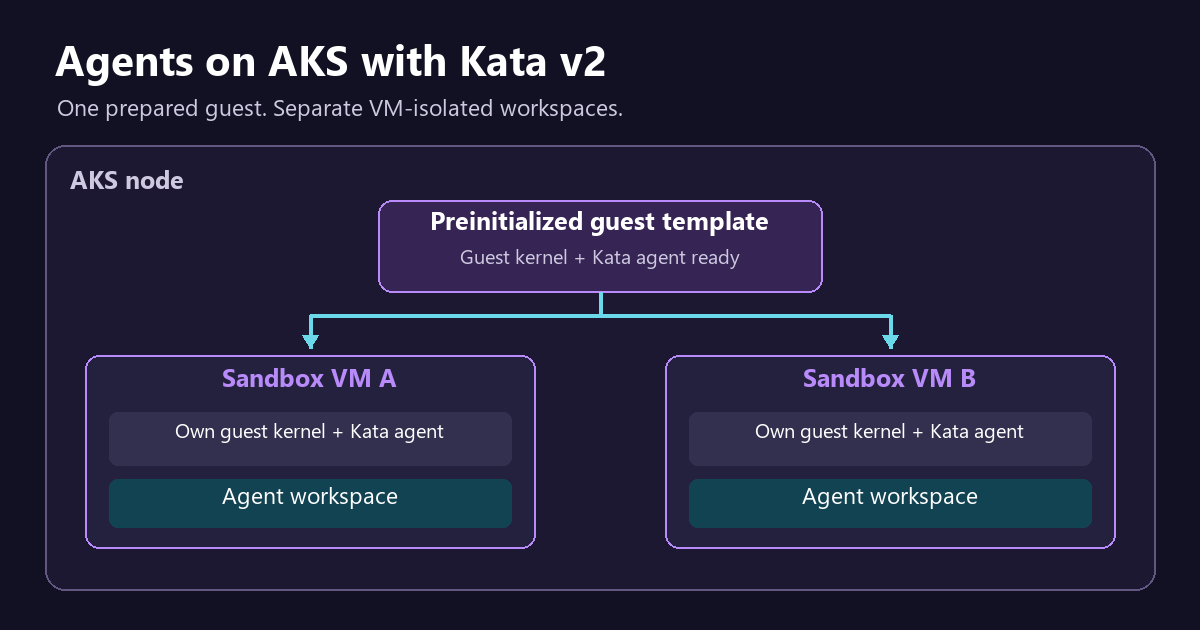 Agents on AKS with Kata v2
One prepared guest. Separate VM-isolated workspaces.
AKS node
Preinitialized guest template
Guest kernel + Kata agent ready
Sandbox VM A
Own guest kernel + Kata agent
Agent workspace
Sandbox VM B
Own guest kernel + Kata agent
Agent workspace